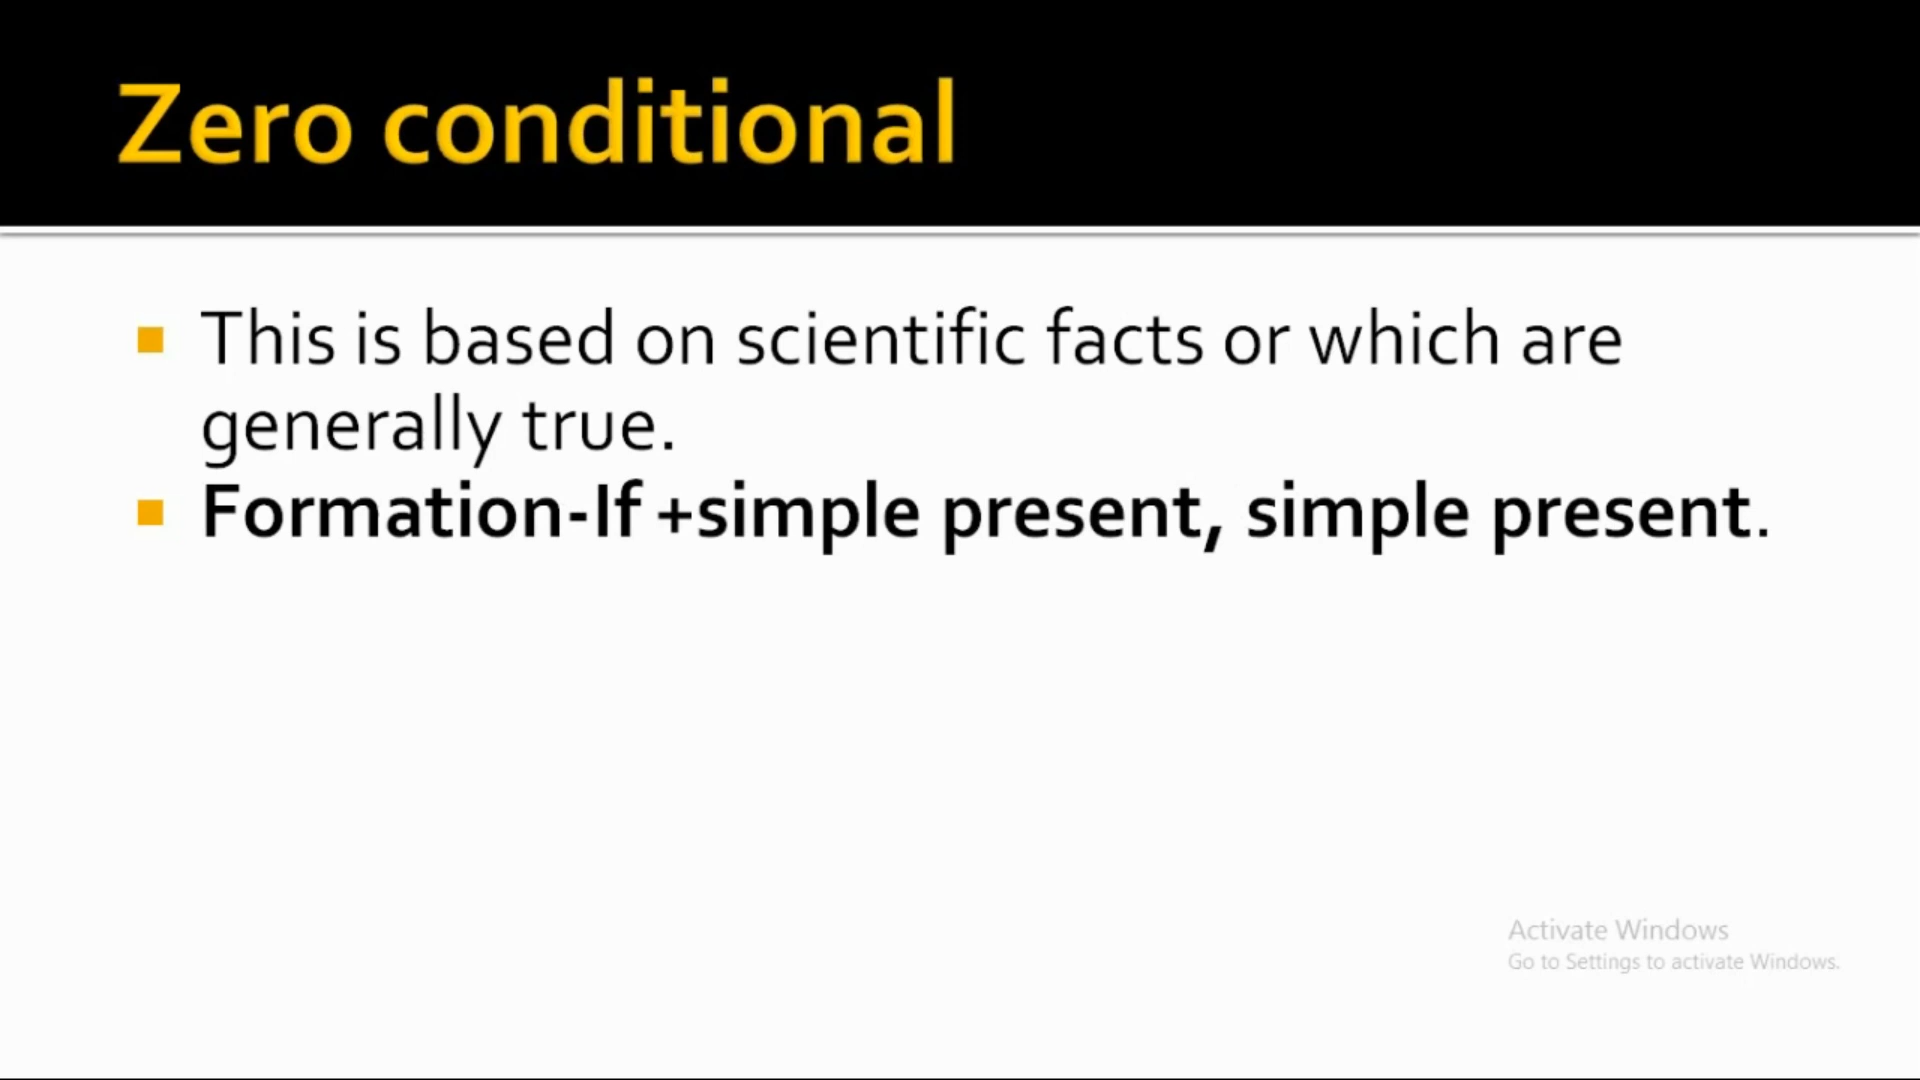 Zero conditional
This is based on scientific facts or which are
generally true.
Formation-If +simple present, simple present.
Activate Windows
Go to Settings to activate Windows.